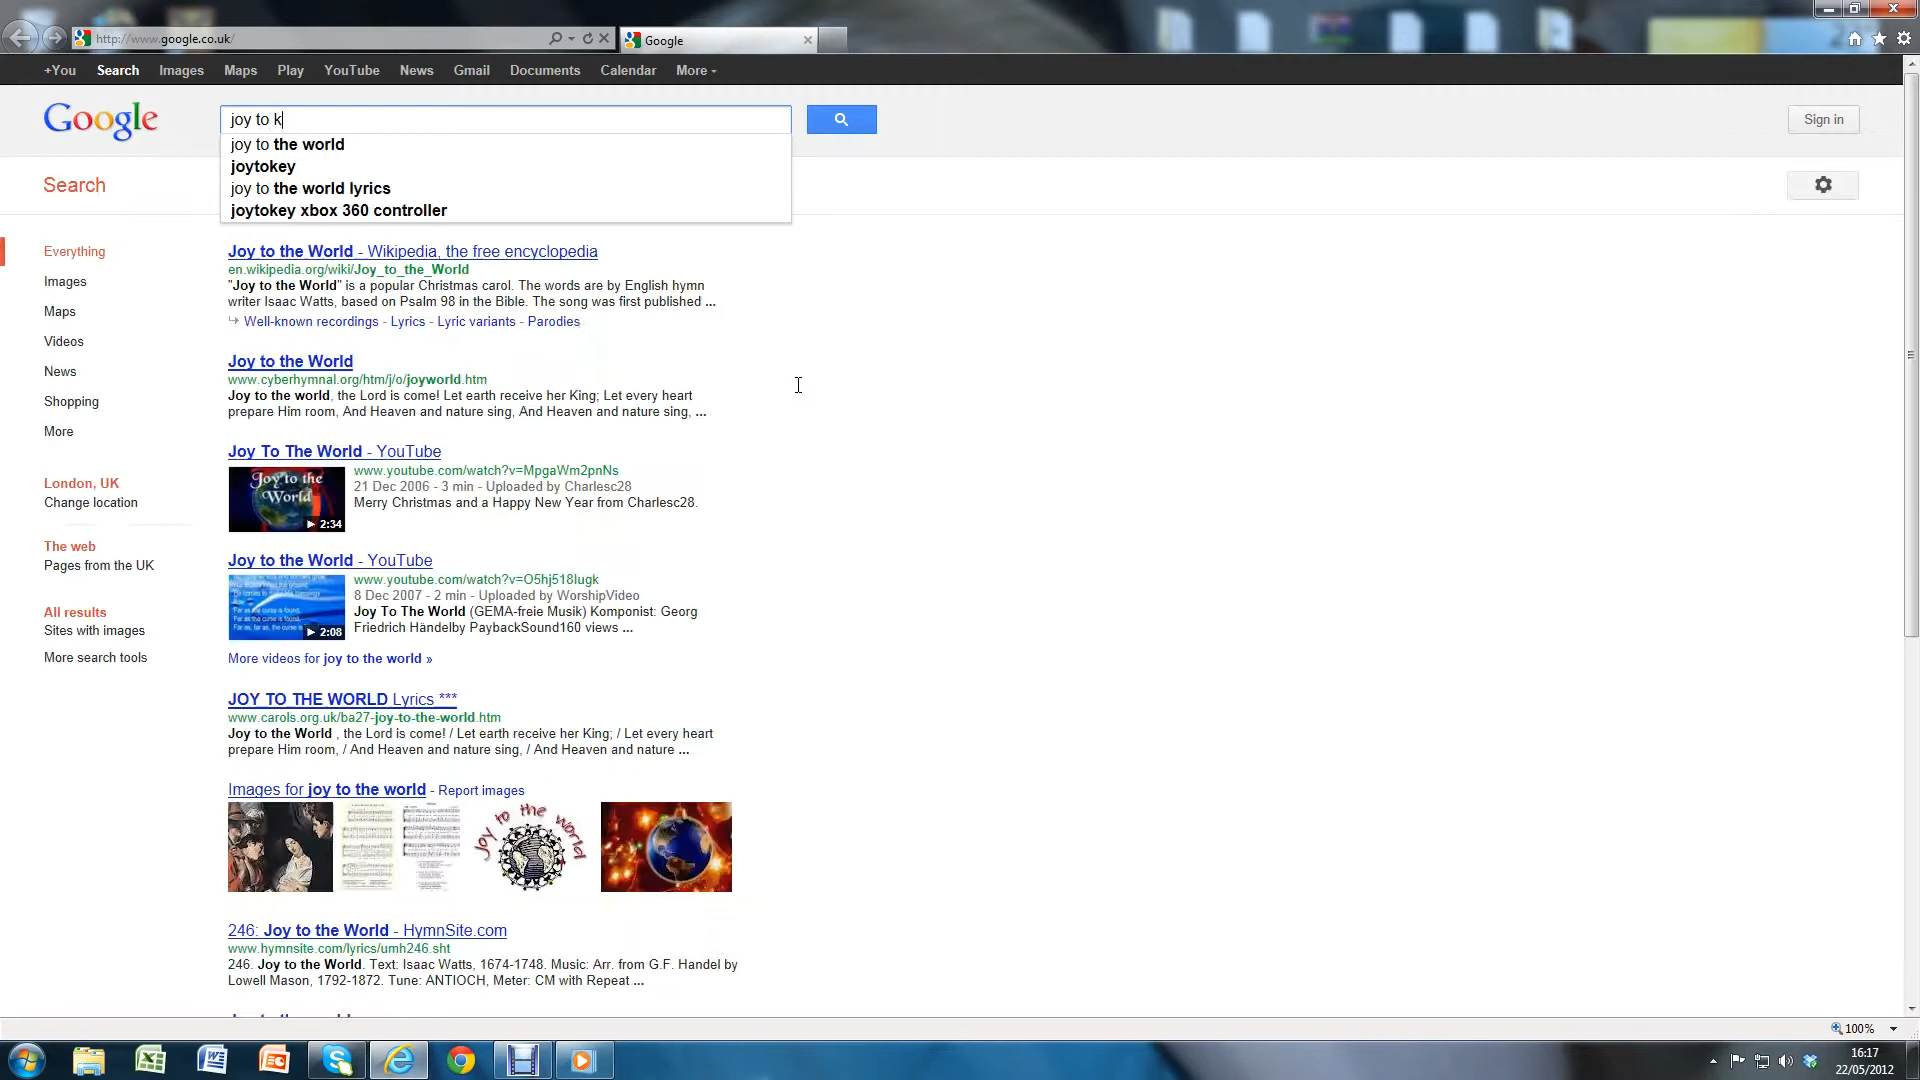 http://www.google.co.uk/
Google
+You Search Images Maps Play YouTube News Gmail Documents Calendar More
Google
joy to k
Sign in
joy to the world
joytokey
joy to the world lyrics
joytokey xbox 360 controller
Search
Everything
Images
Maps
Videos
News
Shopping
More
London, UK
Change location
The web
Pages from the UK
All results
Sites with images
More search tools
Joy to the World - Wikipedia, the free encyclopedia
en.wikipedia.org/wiki/Joy_to_the_World
"Joy to the World" is a popular Christmas carol. The words are by English hymn
writer Isaac Watts, based on Psalm 98 in the Bible. The song was first published ...
Well-known recordings - Lyrics - Lyric variants - Parodies
Joy to the World
www.cyberhymnal.org/htm/j/o/joyworld.htm
Joy to the world, the Lord is come! Let earth receive her King; Let every heart
prepare Him room, And Heaven and nature sing, And Heaven and nature sing, ...
Joy To The World - YouTube
Joy to the World
2:34
www.youtube.com/watch?v=MpgaWm2pnNs
21 Dec 2006 - 3 min - Uploaded by Charlesc28
Merry Christmas and a Happy New Year from Charlesc28.
Joy to the World - YouTube
2:08
www.youtube.com/watch?v=O5hj518Iugk
8 Dec 2007 - 2 min - Uploaded by WorshipVideo
Joy To The World (GEMA-freie Musik) Komponist: Georg
Friedrich Händelby PaybackSound160 views ...
More videos for joy to the world »
JOY TO THE WORLD Lyrics ***
www.carols.org.uk/ba27-joy-to-the-world.htm
Joy to the World , the Lord is come! / Let earth receive her King; / Let every heart
prepare Him room, / And Heaven and nature sing, / And Heaven and nature ...
Images for joy to the world - Report images
Joy to the world
246: Joy to the World - HymnSite.com
www.hymnsite.com/lyrics/umh246.sht
246. Joy to the World. Text: Isaac Watts, 1674-1748. Music: Arr. from G.F. Handel by
Lowell Mason, 1792-1872. Tune: ANTIOCH, Meter: CM with Repeat ...
100%
16:17
22/05/2012